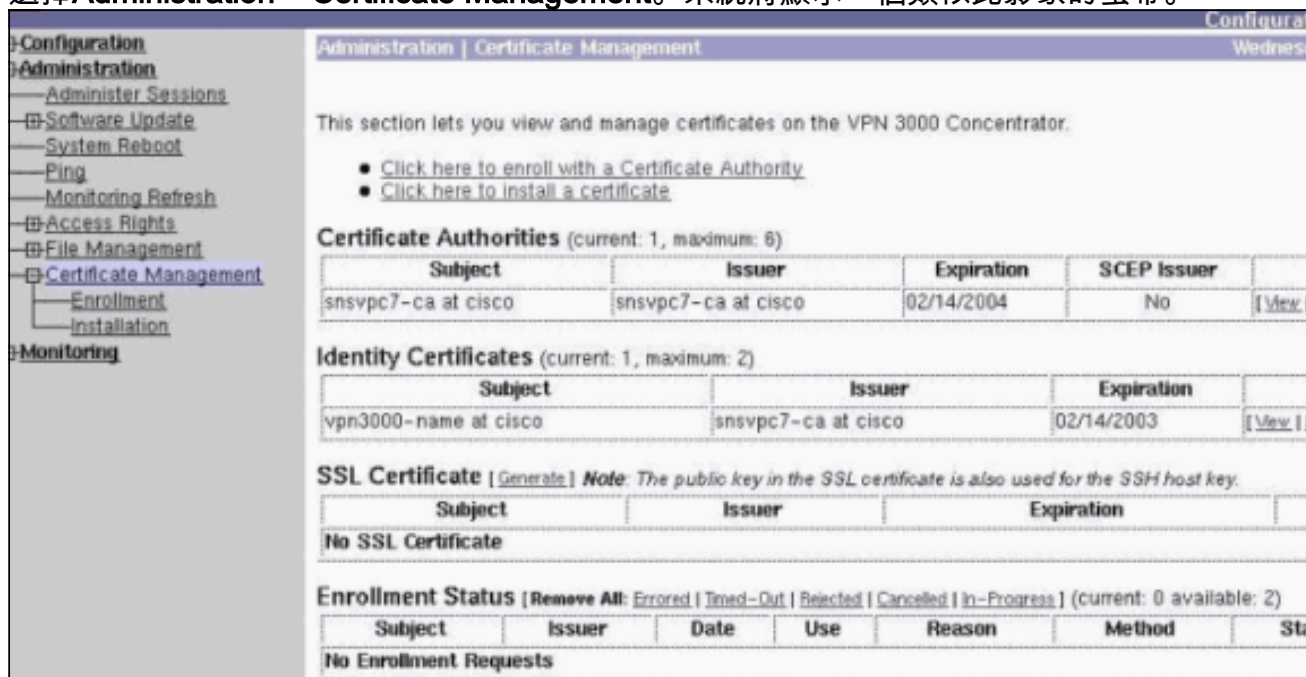 Configura
Configuration
Administration
Administer Sessions
Software Update
System Reboot
Ping
Monitoring Refresh
Access Rights
File Management
Certificate Management
Enrollment
Installation
Monitoring
Administration | Certificate Management Wednes
This section lets you view and manage certificates on the VPN 3000 Concentrator.
Click here to enroll with a Certificate Authority
Click here to install a certificate
Certificate Authorities (current: 1, maximum: 6)
Subject Issuer Expiration SCEP Issuer
snsvpc7-ca at cisco snsvpc7-ca at cisco 02/14/2004 No [ View |
Identity Certificates (current: 1, maximum: 2)
Subject Issuer Expiration
vpn3000-name at cisco snsvpc7-ca at cisco 02/14/2003 [ View |
SSL Certificate [ Generate ] Note: The public key in the SSL certificate is also used for the SSH host key.
Subject Issuer Expiration
No SSL Certificate
Enrollment Status [ Remove All: Errored | Timed-Out | Rejected | Cancelled | In-Progress ] (current: 0 available: 2)
Subject Issuer Date Use Reason Method Sta
No Enrollment Requests